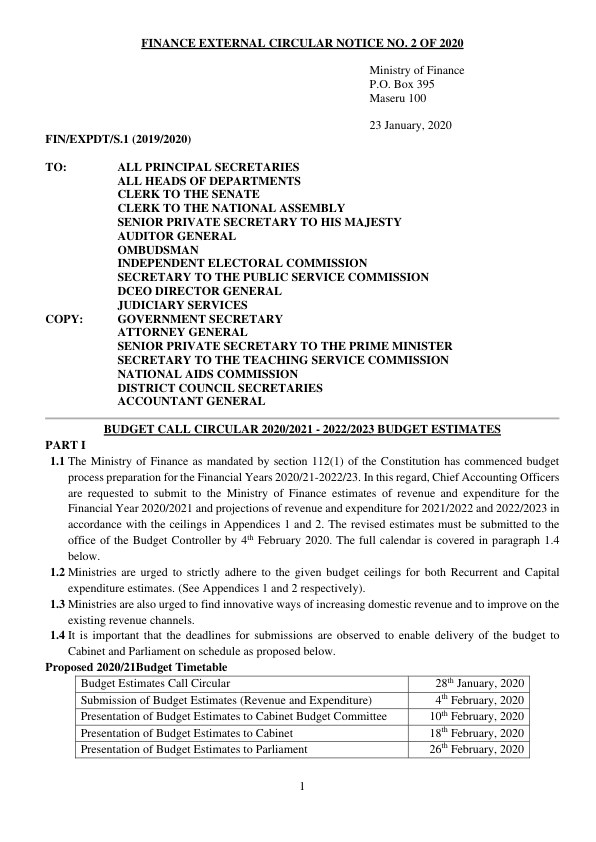 FINANCE EXTERNAL CIRCULAR NOTICE NO. 2 OF 2020
Ministry of Finance
P.O. Box 395
Maseru 100
23 January, 2020
FIN/EXPDT/S.1 (2019/2020)
TO: ALL PRINCIPAL SECRETARIES
ALL HEADS OF DEPARTMENTS
CLERK TO THE SENATE
CLERK TO THE NATIONAL ASSEMBLY
SENIOR PRIVATE SECRETARY TO HIS MAJESTY
AUDITOR GENERAL
OMBUDSMAN
INDEPENDENT ELECTORAL COMMISSION
SECRETARY TO THE PUBLIC SERVICE COMMISSION
DCEO DIRECTOR GENERAL
JUDICIARY SERVICES
COPY: GOVERNMENT SECRETARY
ATTORNEY GENERAL
SENIOR PRIVATE SECRETARY TO THE PRIME MINISTER
SECRETARY TO THE TEACHING SERVICE COMMISSION
NATIONAL AIDS COMMISSION
DISTRICT COUNCIL SECRETARIES
ACCOUNTANT GENERAL
BUDGET CALL CIRCULAR 2020/2021 - 2022/2023 BUDGET ESTIMATES
PART I
1.1 The Ministry of Finance as mandated by section 112(1) of the Constitution has commenced budget
process preparation for the Financial Years 2020/21-2022/23. In this regard, Chief Accounting Officers
are requested to submit to the Ministry of Finance estimates of revenue and expenditure for the
Financial Year 2020/2021 and projections of revenue and expenditure for 2021/2022 and 2022/2023 in
accordance with the ceilings in Appendices 1 and 2. The revised estimates must be submitted to the
office of the Budget Controller by 4th February 2020. The full calendar is covered in paragraph 1.4
below.
1.2 Ministries are urged to strictly adhere to the given budget ceilings for both Recurrent and Capital
expenditure estimates. (See Appendices 1 and 2 respectively).
1.3 Ministries are also urged to find innovative ways of increasing domestic revenue and to improve on the
existing revenue channels.
1.4 It is important that the deadlines for submissions are observed to enable delivery of the budget to
Cabinet and Parliament on schedule as proposed below.
Proposed 2020/21Budget Timetable
Budget Estimates Call Circular 28th January, 2020
Submission of Budget Estimates (Revenue and Expenditure) 4th February, 2020
Presentation of Budget Estimates to Cabinet Budget Committee 10th February, 2020
Presentation of Budget Estimates to Cabinet 18th February, 2020
Presentation of Budget Estimates to Parliament 26th February, 2020
1